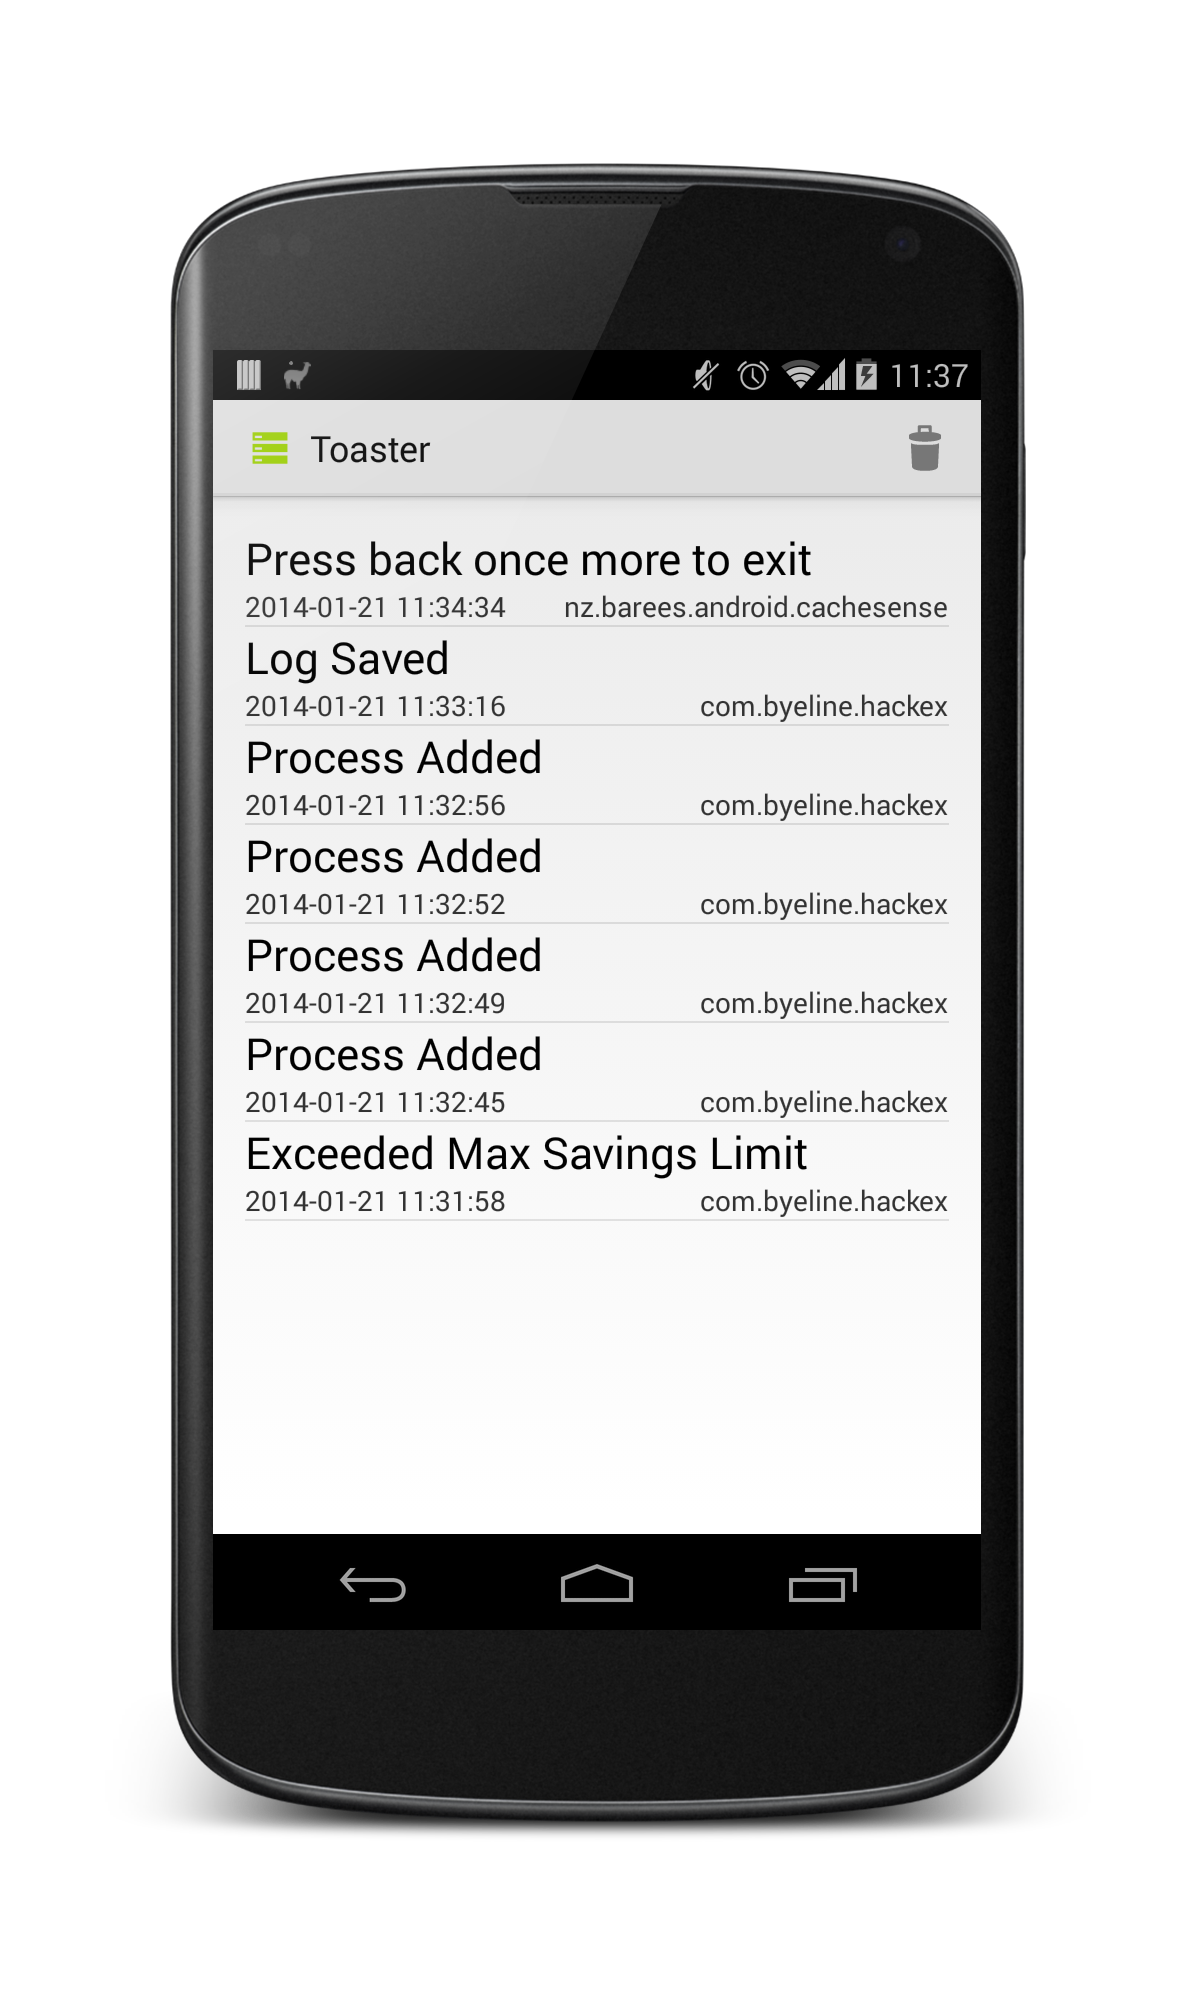 11:37
Toaster
Press back once more to exit
2014-01-21 11:34:34 nz.barees.android.cachesense
Log Saved
2014-01-21 11:33:16 com.byeline.hackex
Process Added
2014-01-21 11:32:56 com.byeline.hackex
Process Added
2014-01-21 11:32:52 com.byeline.hackex
Process Added
2014-01-21 11:32:49 com.byeline.hackex
Process Added
2014-01-21 11:32:45 com.byeline.hackex
Exceeded Max Savings Limit
2014-01-21 11:31:58 com.byeline.hackex